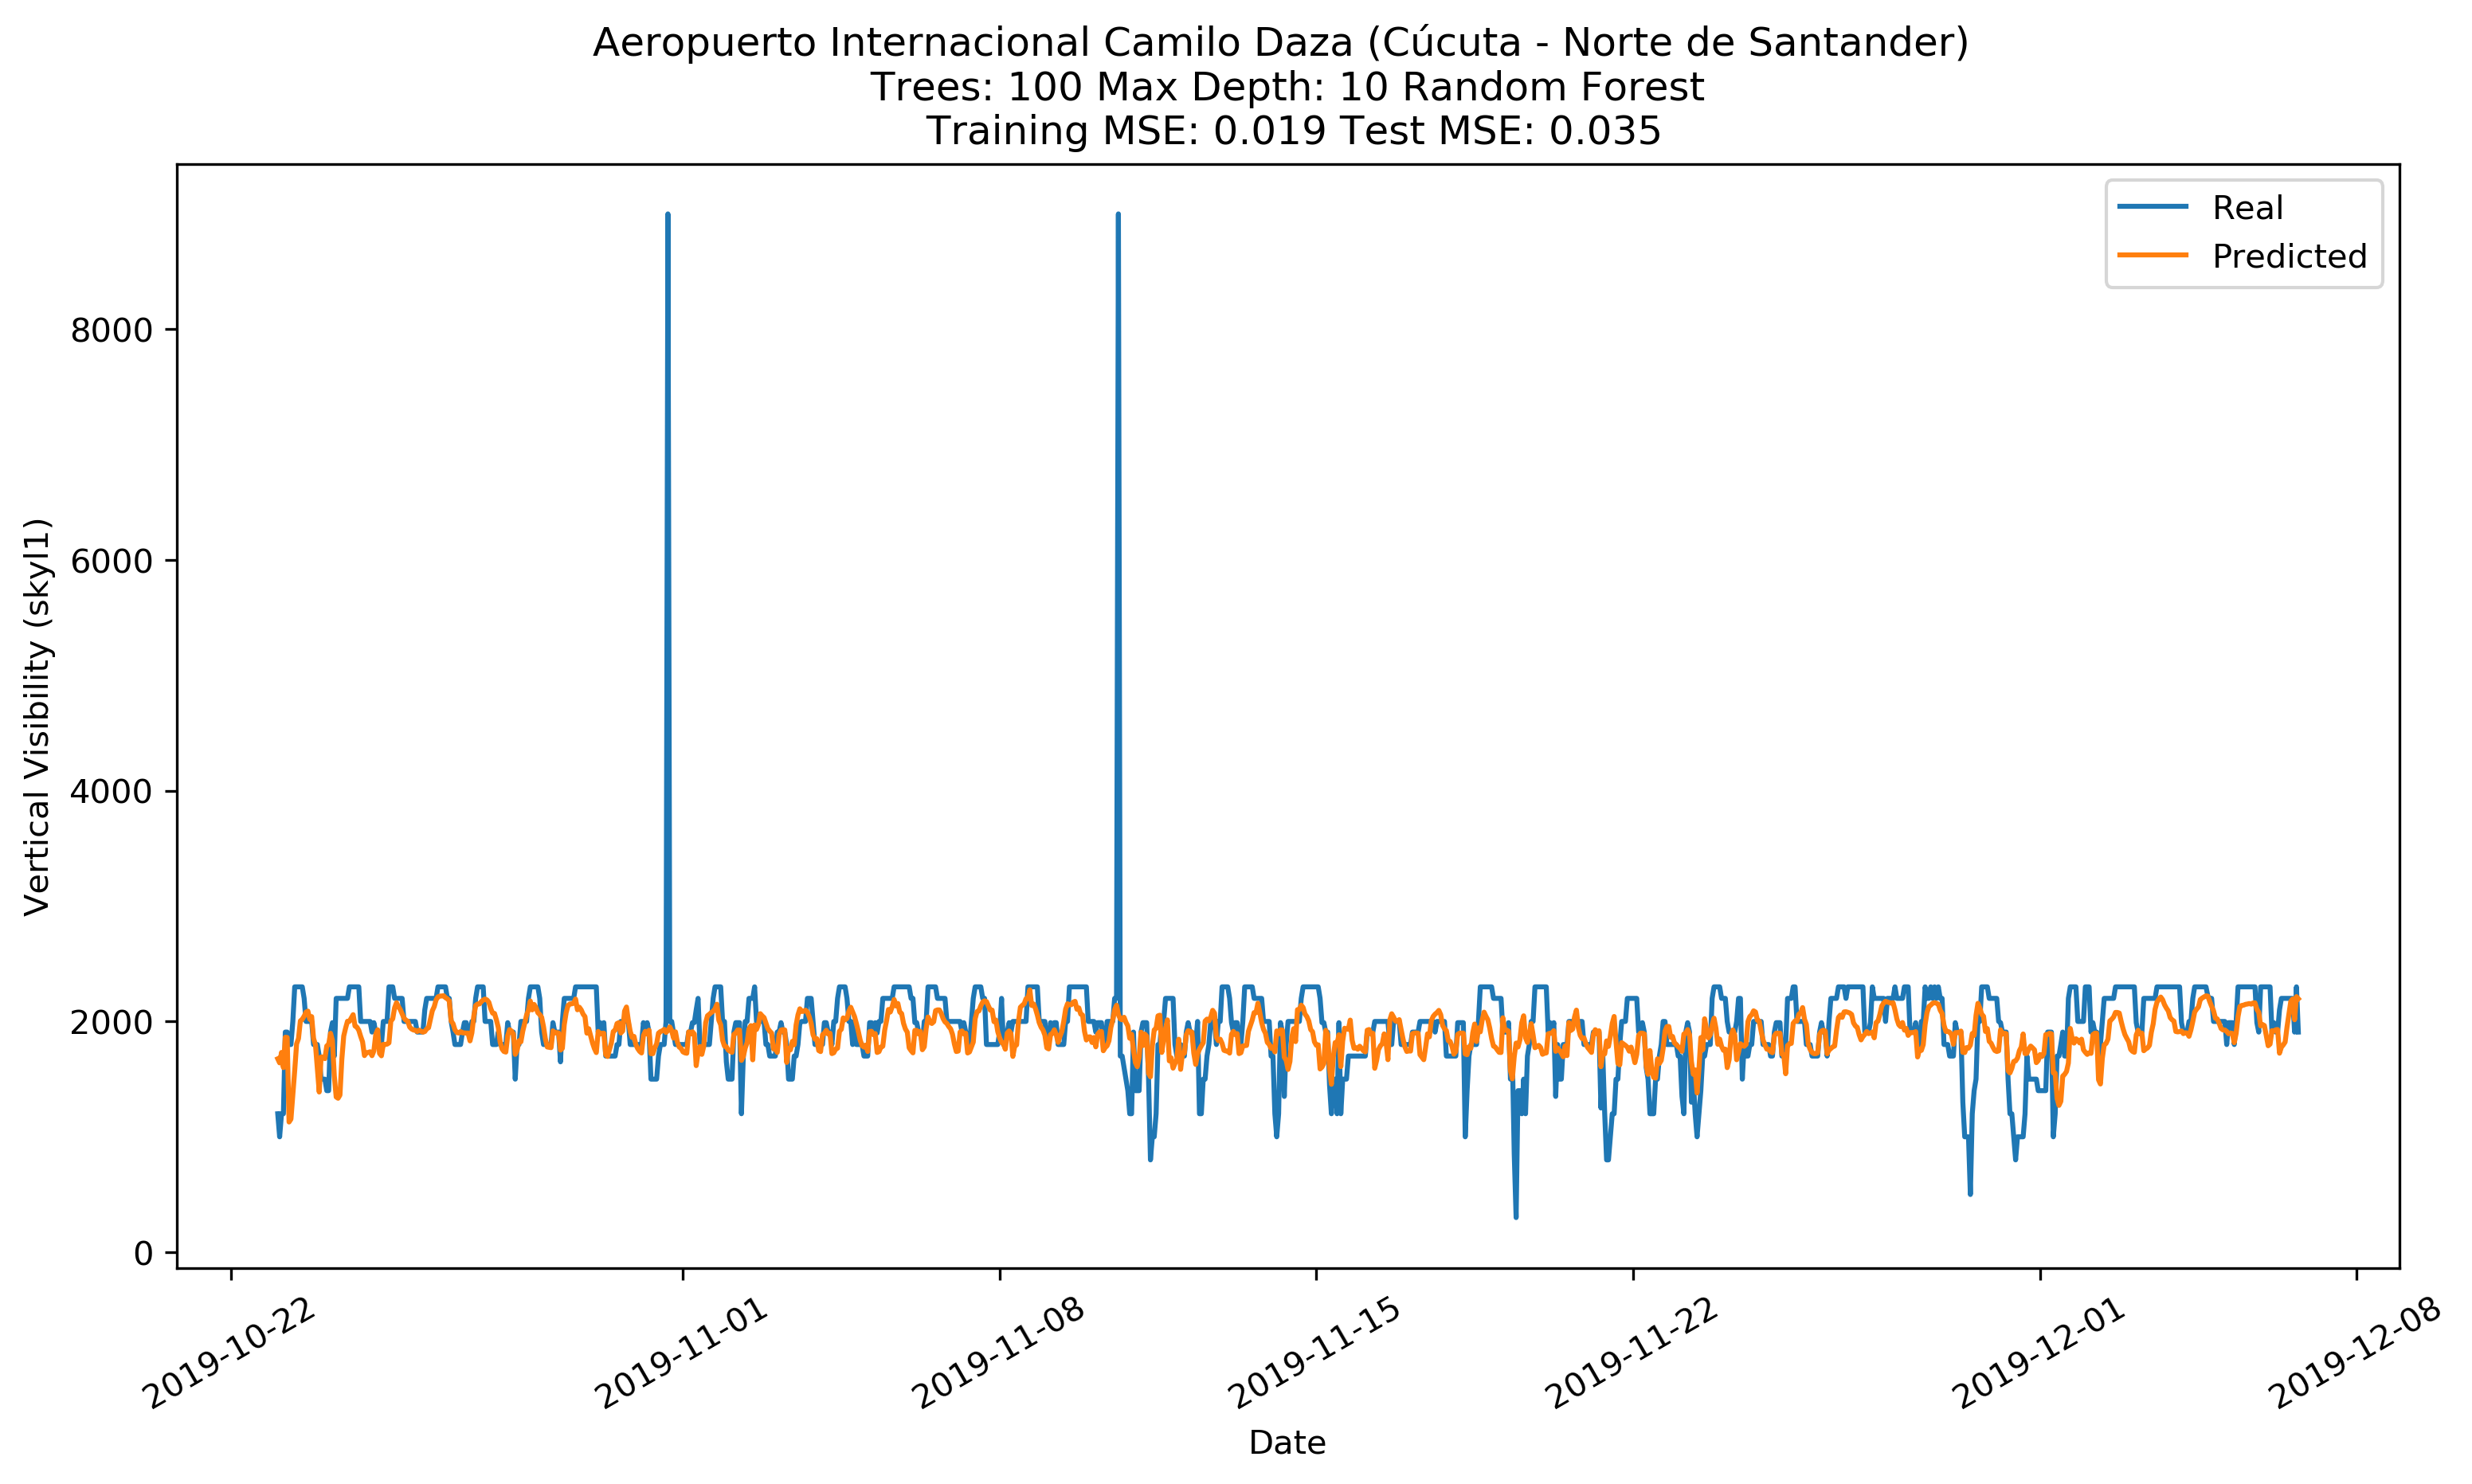 Aeropuerto Internacional Camilo Daza (Cúcuta - Norte de Santander)
Trees: 100 Max Depth: 10 Random Forest
Training MSE: 0.019 Test MSE: 0.035
Real
Predicted
8000
6000
4000
2000
0
Vertical Visibility (skyl1)
2019-10-22
2019-11-01
2019-11-08
2019-11-15
2019-11-22
2019-12-01
2019-12-08
Date